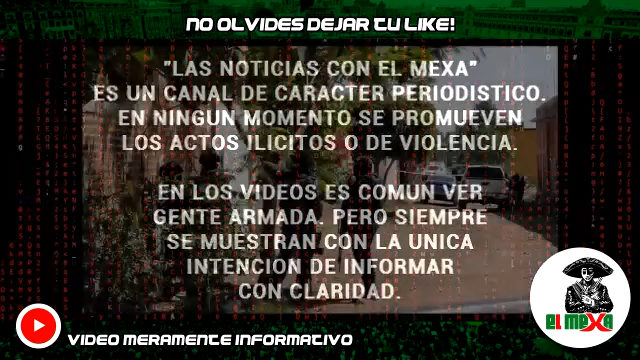 NO OLVIDES DEJAR TU LIKE!
"LAS NOTICIAS CON EL MEXA"
ES UN CANAL DE CARACTER PERIODISTICO.
EN NINGUN MOMENTO SE PROMUEVEN
LOS ACTOS ILICITOS O DE VIOLENCIA.
EN LOS VIDEOS ES COMUN VER
GENTE ARMADA. PERO SIEMPRE
SE MUESTRAN CON LA UNICA
INTENCION DE INFORMAR
CON CLARIDAD.
EL MEXA
VIDEO MERAMENTE INFORMATIVO